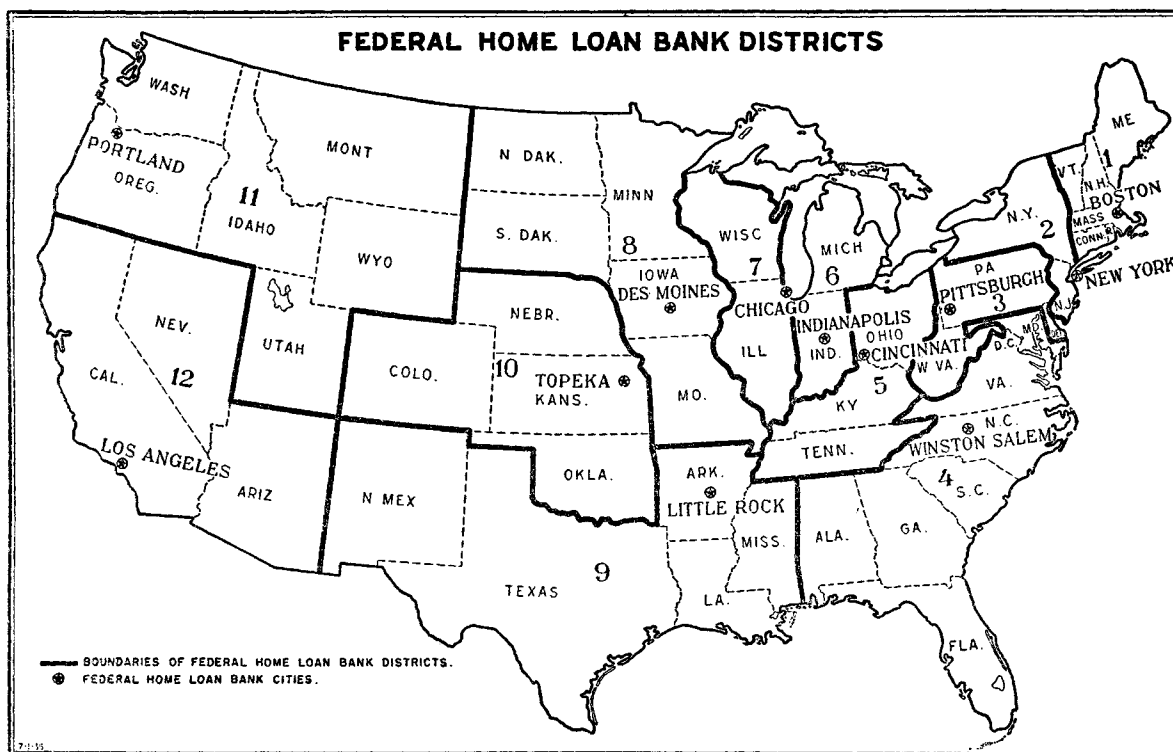 FEDERAL HOME LOAN BANK DISTRICTS
WASH
PORTLAND
OREG.
11
IDAHO
MONT
WYO
N DAK.
S. DAK.
MINN
8
IOWA
DES MOINES
WISC
7
MICH
6
CHICAGO
ILL
INDIANAPOLIS
IND.
OHIO
CINCINNATI
5
KY
W VA.
PA
PITTSBURGH
3
N.Y.
2
NEW YORK
N.J.
ME
1
VT.
N.H.
BOSTON
MASS
CONN.
R.
MD.
DEL
D.C.
VA.
N.C.
WINSTON SALEM
4
S.C.
TENN.
NEV.
CAL.
12
LOS ANGELES
UTAH
ARIZ
COLO.
N MEX
NEBR.
10
TOPEKA
KANS.
MO.
OKLA.
ARK.
LITTLE ROCK
MISS.
ALA.
GA.
TEXAS
9
LA.
FLA.
BOUNDARIES OF FEDERAL HOME LOAN BANK DISTRICTS.
FEDERAL HOME LOAN BANK CITIES.